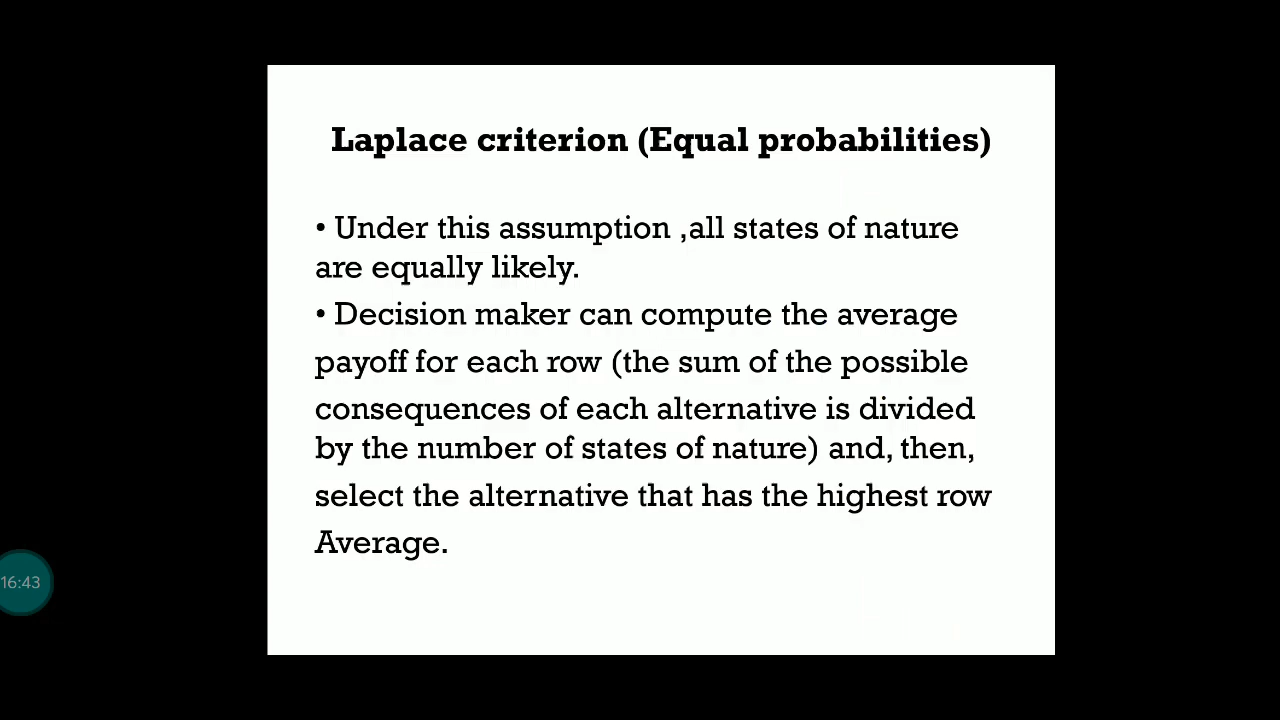 Laplace criterion (Equal probabilities)
• Under this assumption ,all states of nature
are equally likely.
• Decision maker can compute the average
payoff for each row (the sum of the possible
consequences of each alternative is divided
by the number of states of nature) and, then,
select the alternative that has the highest row
Average.
16:43